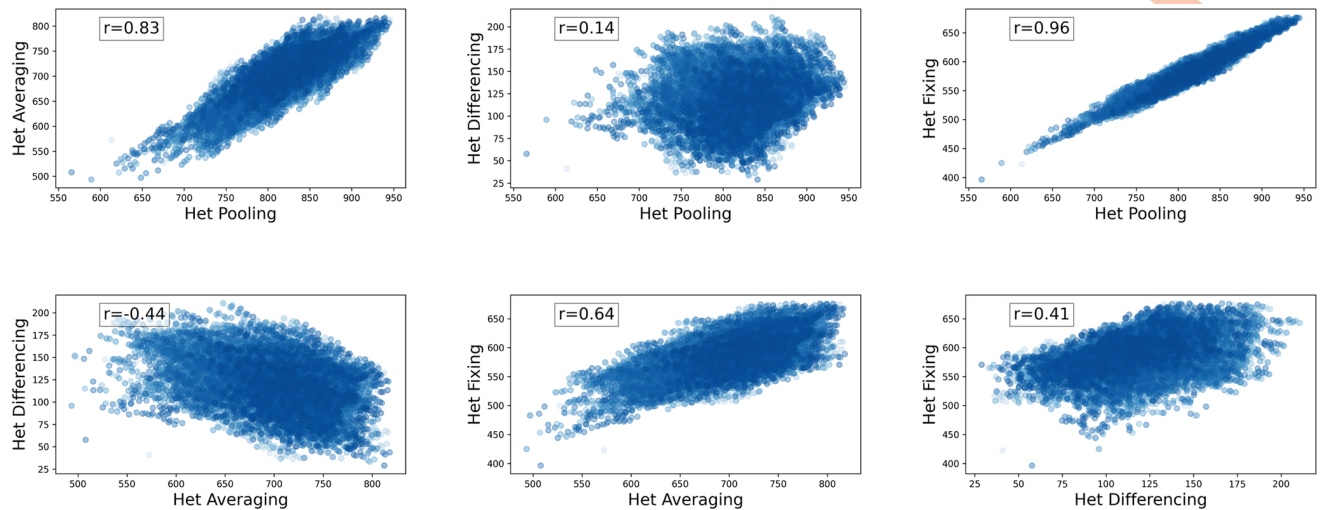 r=0.83
800
750
700
650
600
550
500
Het Averaging
550 600 650 700 750 800 850 900 950
Het Pooling
r=0.14
200
175
150
125
100
75
50
25
Het Differencing
550 600 650 700 750 800 850 900 950
Het Pooling
r=0.96
650
600
550
500
450
400
Het Fixing
550 600 650 700 750 800 850 900 950
Het Pooling
r=-0.44
200
175
150
125
100
75
50
25
Het Differencing
500 550 600 650 700 750 800
Het Averaging
r=0.64
650
600
550
500
450
400
Het Fixing
500 550 600 650 700 750 800
Het Averaging
r=0.41
650
600
550
500
450
400
Het Fixing
25 50 75 100 125 150 175 200
Het Differencing